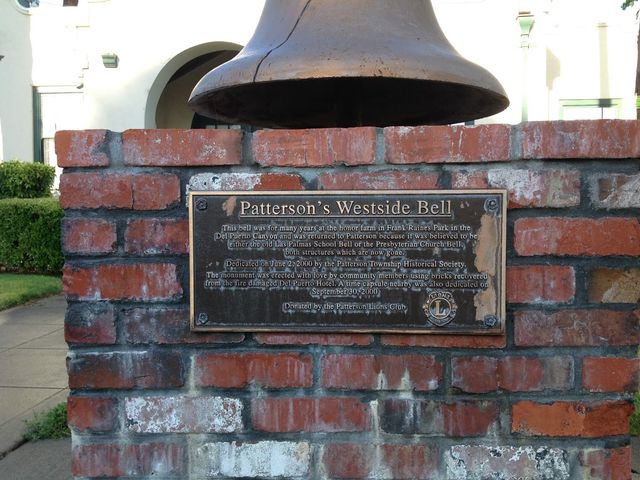 Patterson's Westside Bell
This bell was for many years at the honor farm in Frank Raines Park in the
Del Puerto Canyon and was returned to Patterson because it was believed to be
either the old Las Palmas School Bell of the Presbyterian Church Bell,
both structures which are now gone.
Dedicated on June 2, 2000 by the Patterson Township Historical Society.
The monument was erected with love by community members using bricks recovered
from the fire damaged Del Puerto Hotel. A time capsule nearby was also dedicated on
September 30, 2000.
Donated by the Patterson Lions Club
L